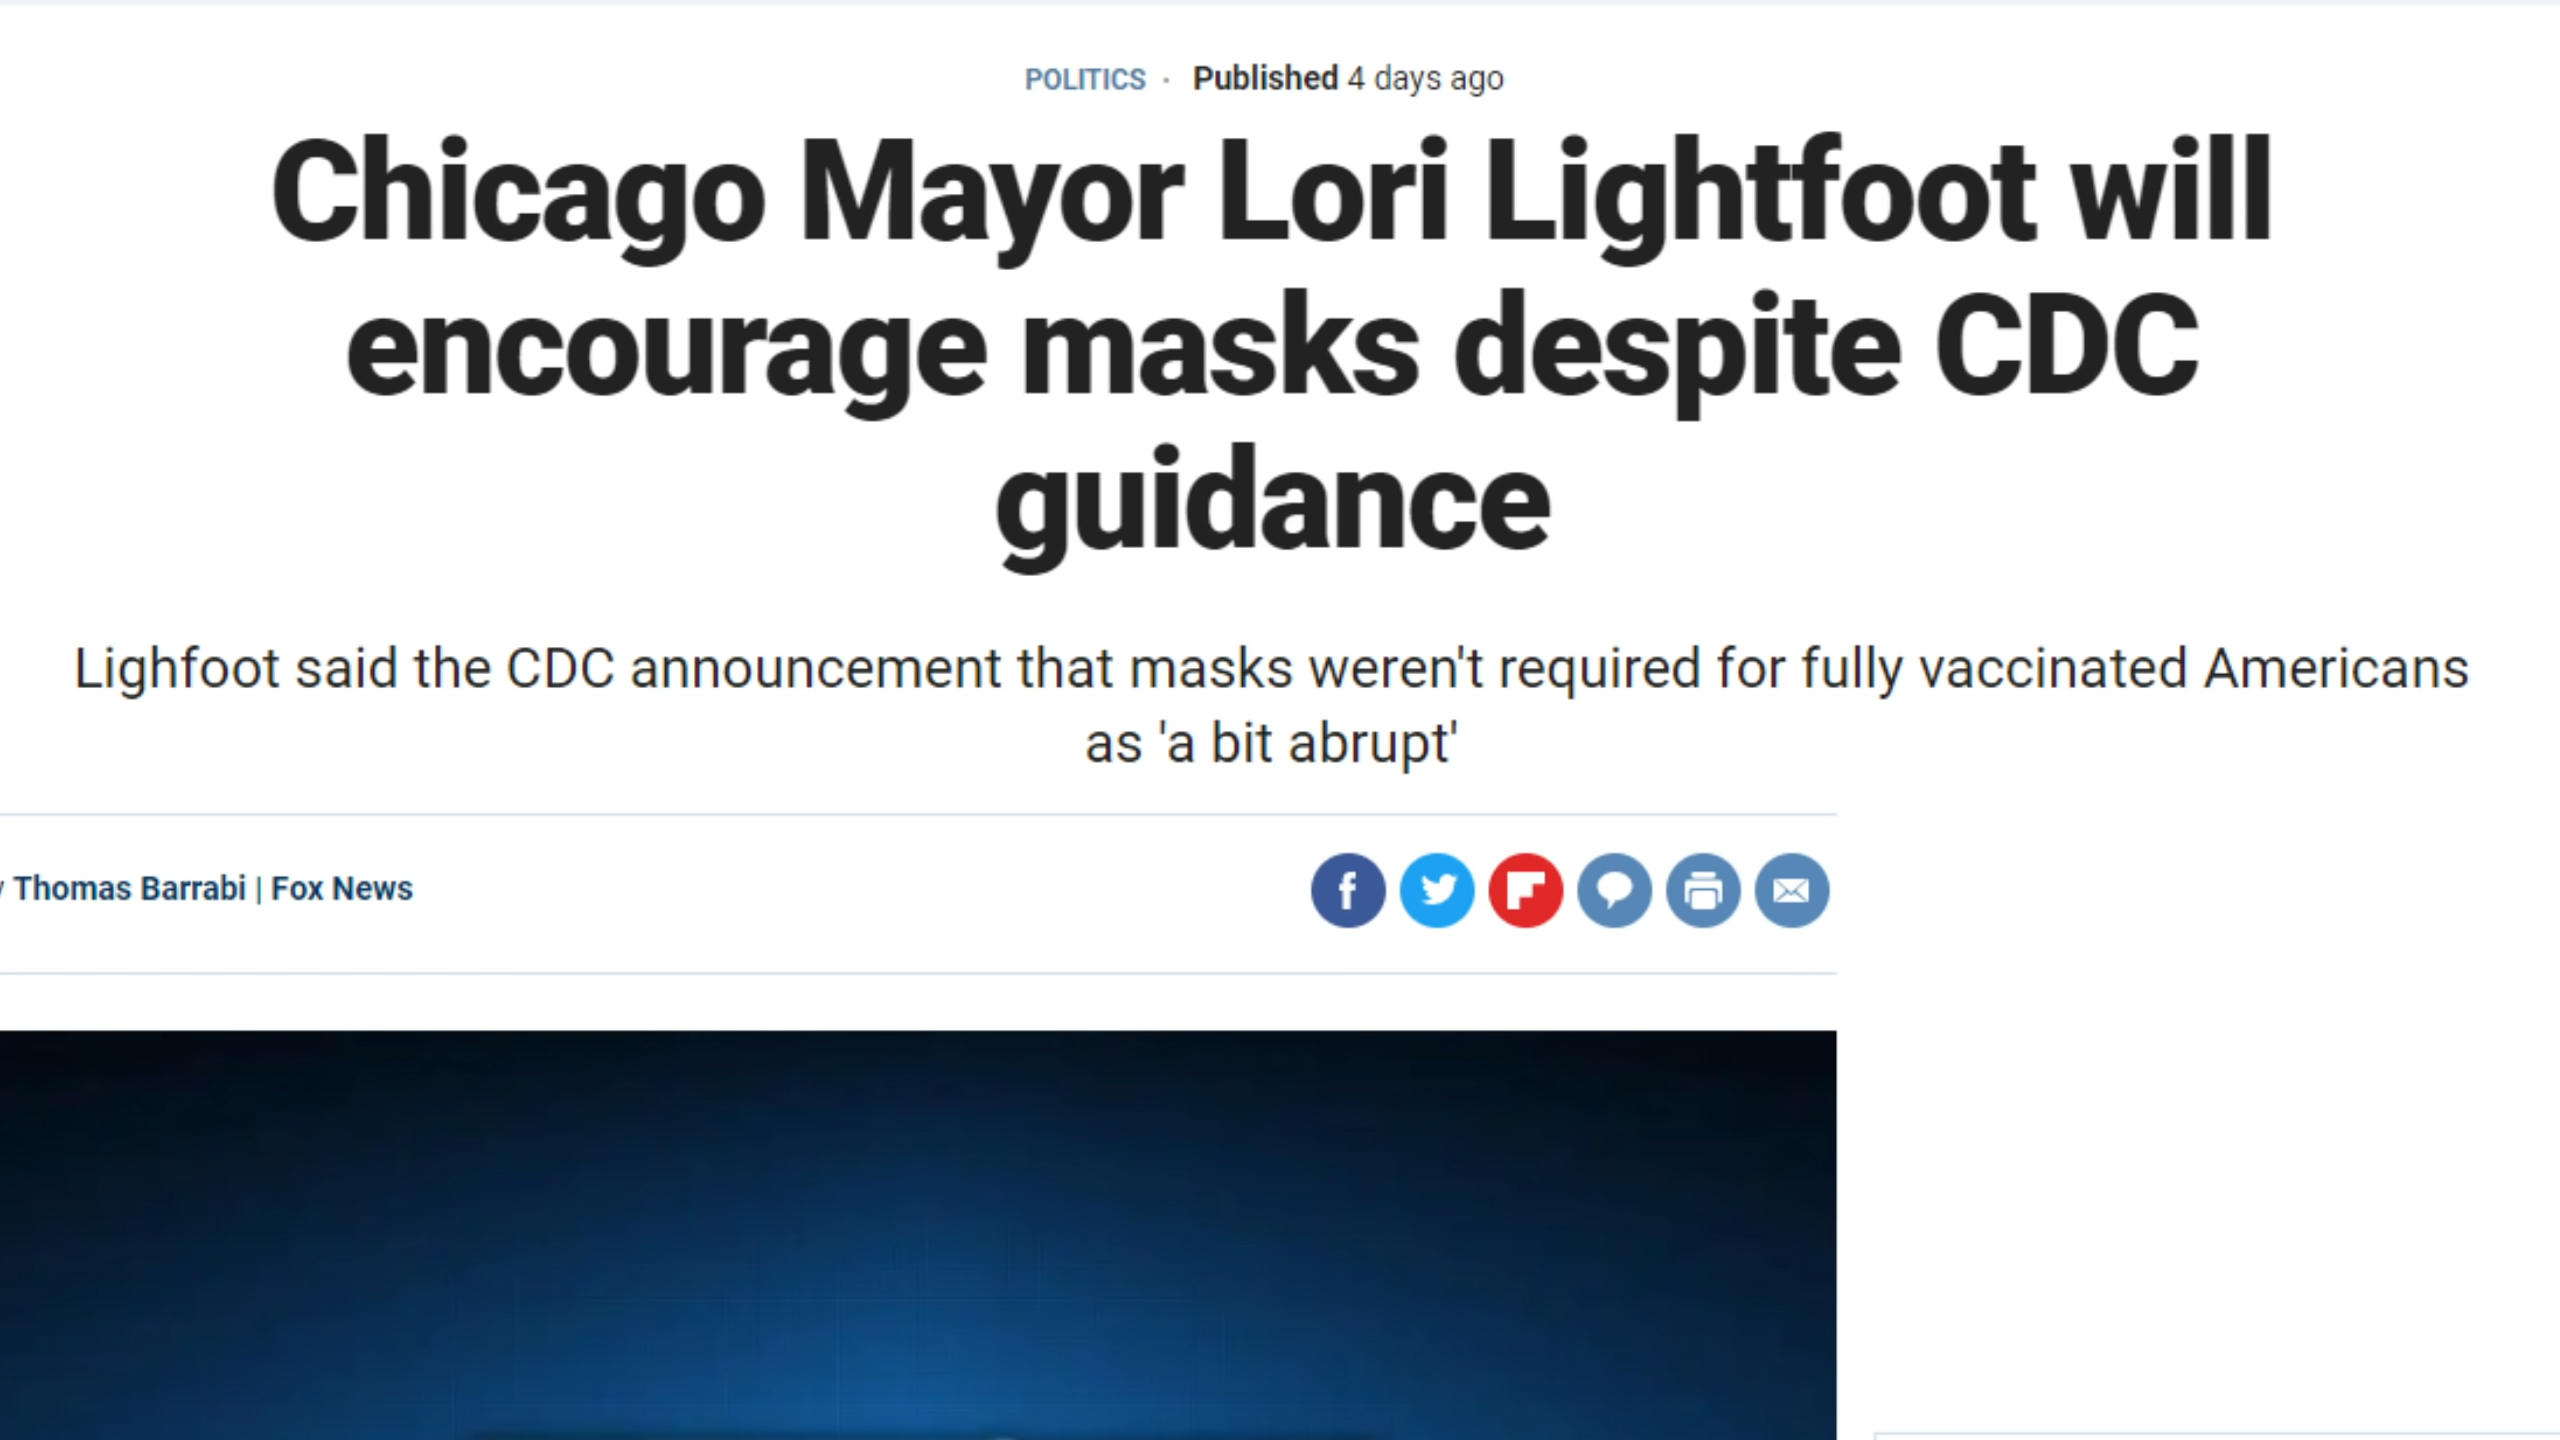 POLITICS · Published 4 days ago
Chicago Mayor Lori Lightfoot will
encourage masks despite CDC
guidance
Lighfoot said the CDC announcement that masks weren't required for fully vaccinated Americans
as 'a bit abrupt'
Thomas Barrabi | Fox News